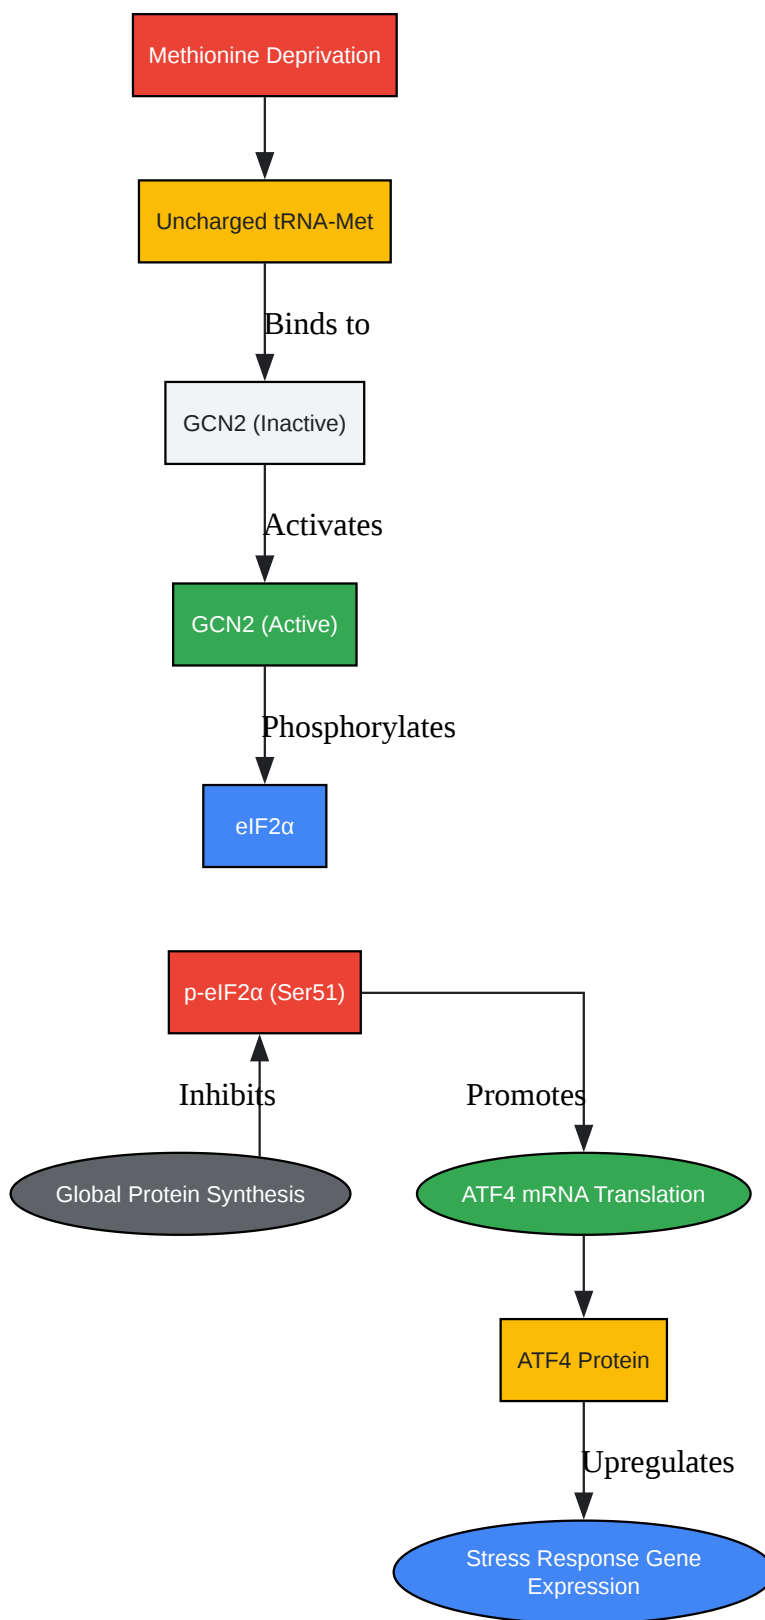 Methionine Deprivation
Uncharged tRNA-Met
Binds to
GCN2 (Inactive)
Activates
GCN2 (Active)
Phosphorylates
eIF2α
p-eIF2α (Ser51)
Inhibits
Promotes
Global Protein Synthesis
ATF4 mRNA Translation
ATF4 Protein
Upregulates
Stress Response Gene
Expression